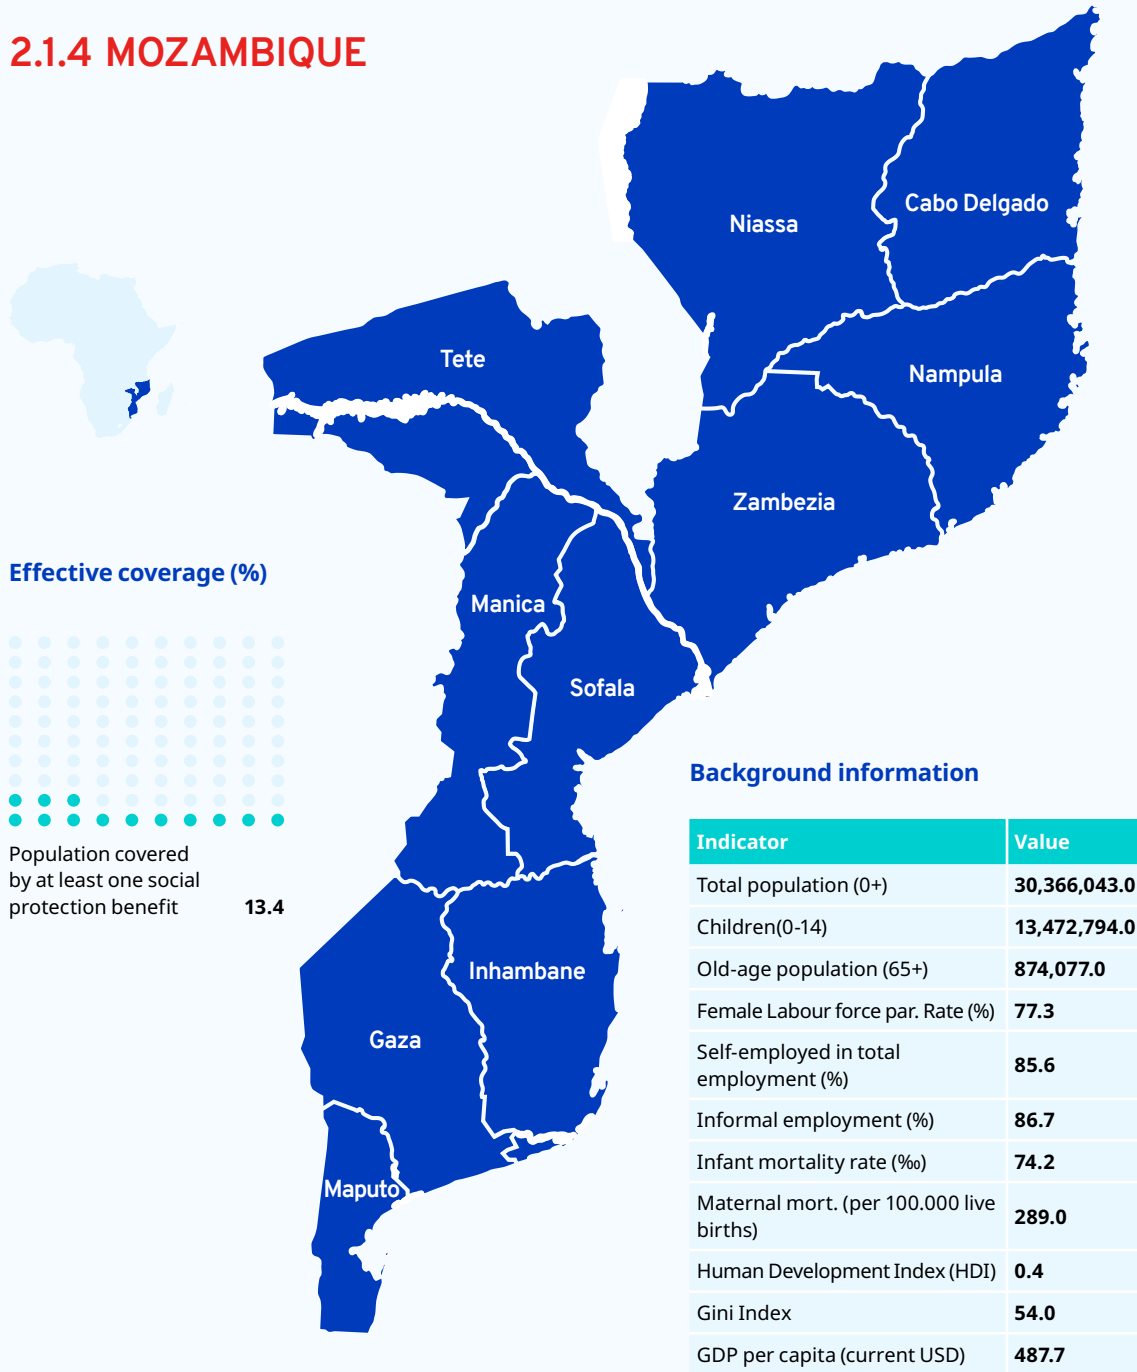 2.1.4 MOZAMBIQUE
Niassa
Cabo Delgado
Tete
Nampula
Zambezia
Manica
Sofala
Inhambane
Gaza
Maputo
Effective coverage (%)
Population covered
by at least one social
protection benefit 13.4
Background information
Indicator Value
Total population (0+) 30,366,043.0
Children(0-14) 13,472,794.0
Old-age population (65+) 874,077.0
Female Labour force par. Rate (%) 77.3
Self-employed in total
employment (%) 85.6
Informal employment (%) 86.7
Infant mortality rate (‰) 74.2
Maternal mort. (per 100.000 live
births) 289.0
Human Development Index (HDI) 0.4
Gini Index 54.0
GDP per capita (current USD) 487.7